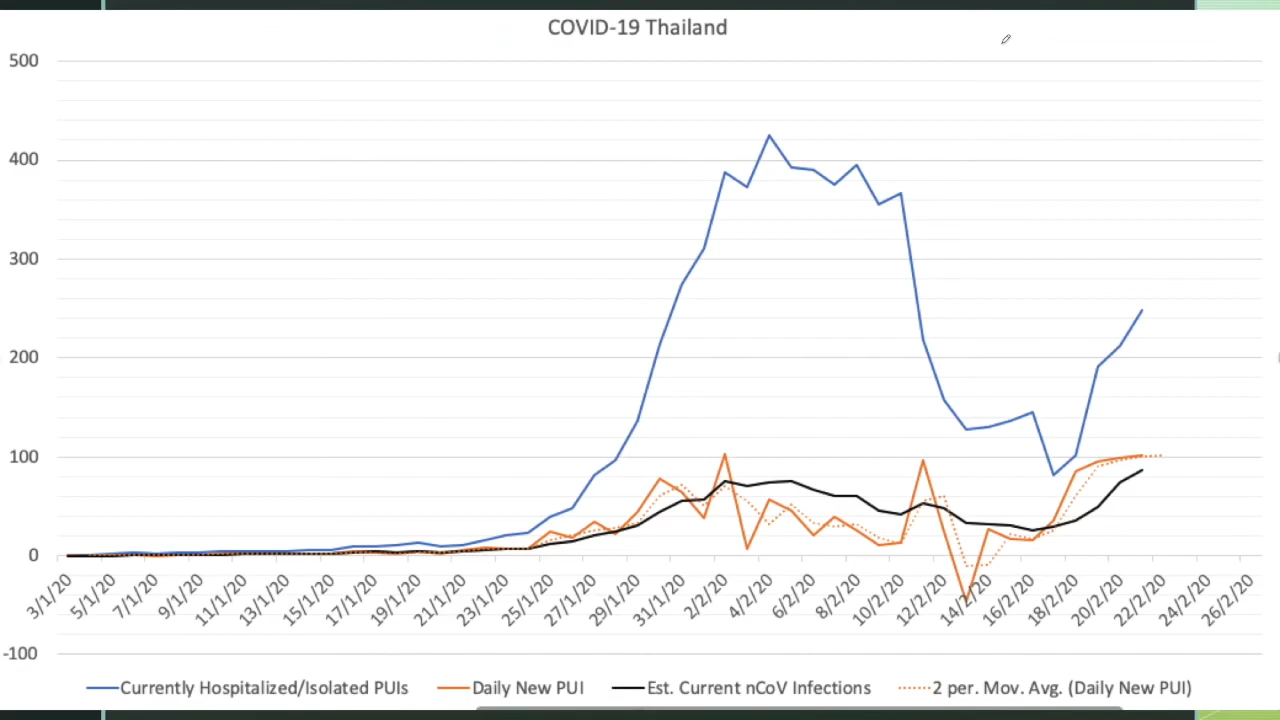 COVID-19 Thailand
500
400
300
200
100
0
-100
3/1/20 5/1/20 7/1/20 9/1/20 11/1/20 13/1/20 15/1/20 17/1/20 19/1/20 21/1/20 23/1/20 25/1/20 27/1/20 29/1/20 31/1/20 2/2/20 4/2/20 6/2/20 8/2/20 10/2/20 12/2/20 14/2/20 16/2/20 18/2/20 20/2/20 22/2/20 24/2/20 26/2/20
Currently Hospitalized/Isolated PUIs Daily New PUI Est. Current nCoV Infections 2 per. Mov. Avg. (Daily New PUI)